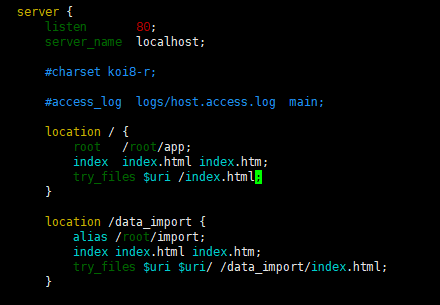 server {
listen 80;
server_name localhost;
#charset koi8-r;
#access_log logs/host.access.log main;
location / {
root /root/app;
index index.html index.htm;
try_files $uri /index.html;
}
location /data_import {
alias /root/import;
index index.html index.htm;
try_files $uri $uri/ /data_import/index.html;
}